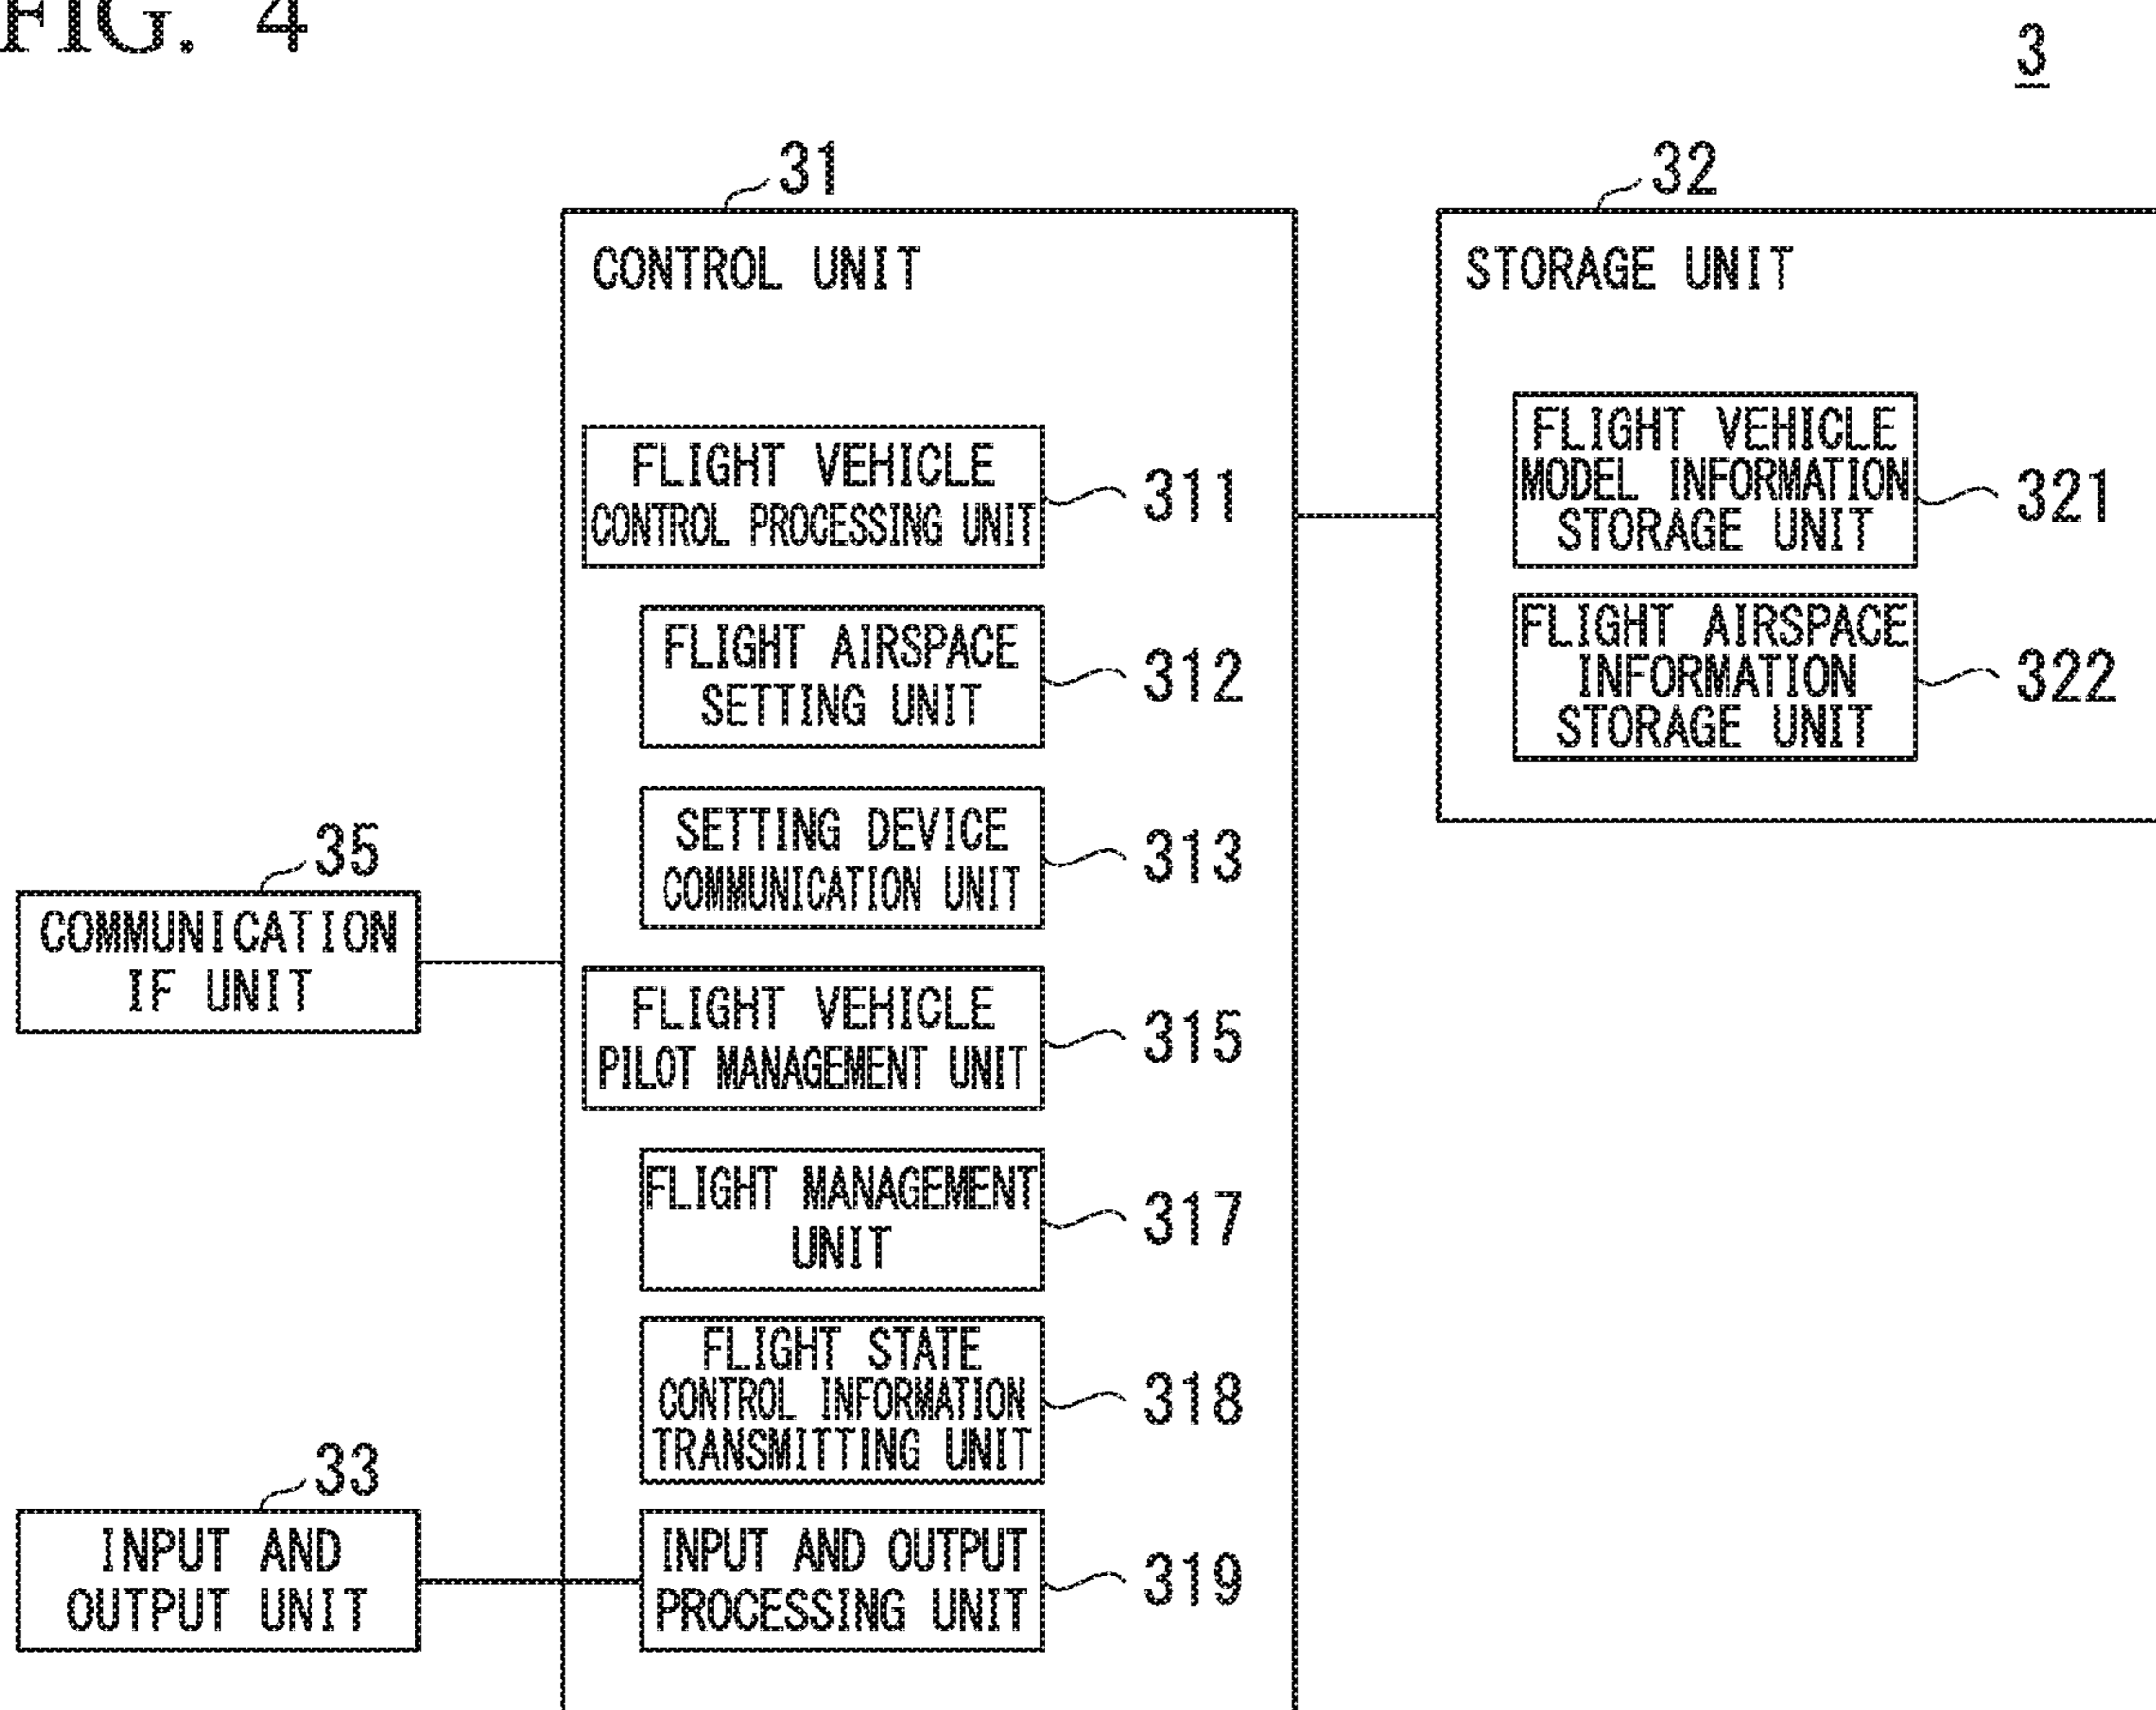 FIG. 4
3
31
CONTROL UNIT
FLIGHT VEHICLE
CONTROL PROCESSING UNIT
311
FLIGHT AIRSPACE
SETTING UNIT
312
SETTING DEVICE
COMMUNICATION UNIT
313
FLIGHT VEHICLE
PILOT MANAGEMENT UNIT
315
FLIGHT MANAGEMENT
UNIT
317
FLIGHT STATE
CONTROL INFORMATION
TRANSMITTING UNIT
318
INPUT AND OUTPUT
PROCESSING UNIT
319
32
STORAGE UNIT
FLIGHT VEHICLE
MODEL INFORMATION
STORAGE UNIT
321
FLIGHT AIRSPACE
INFORMATION
STORAGE UNIT
322
35
COMMUNICATION
IF UNIT
33
INPUT AND
OUTPUT UNIT